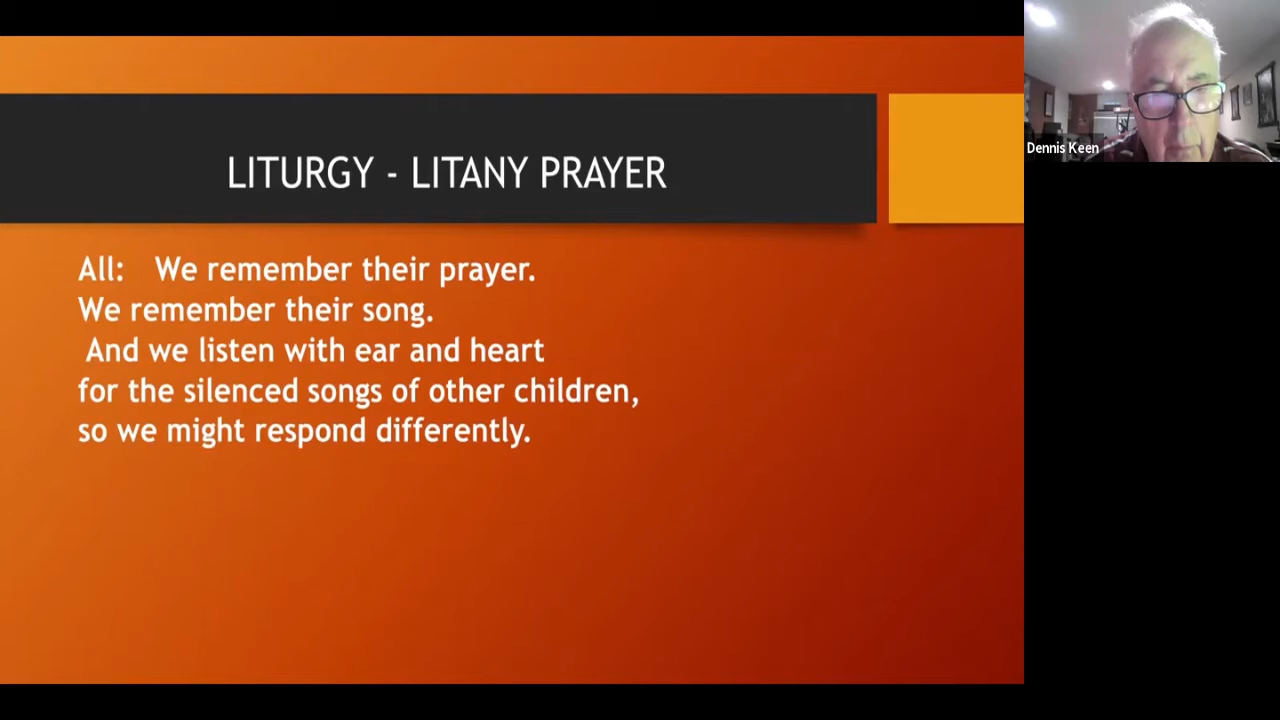 LITURGY - LITANY PRAYER
All: We remember their prayer.
We remember their song.
And we listen with ear and heart
for the silenced songs of other children,
so we might respond differently.
Dennis Keen